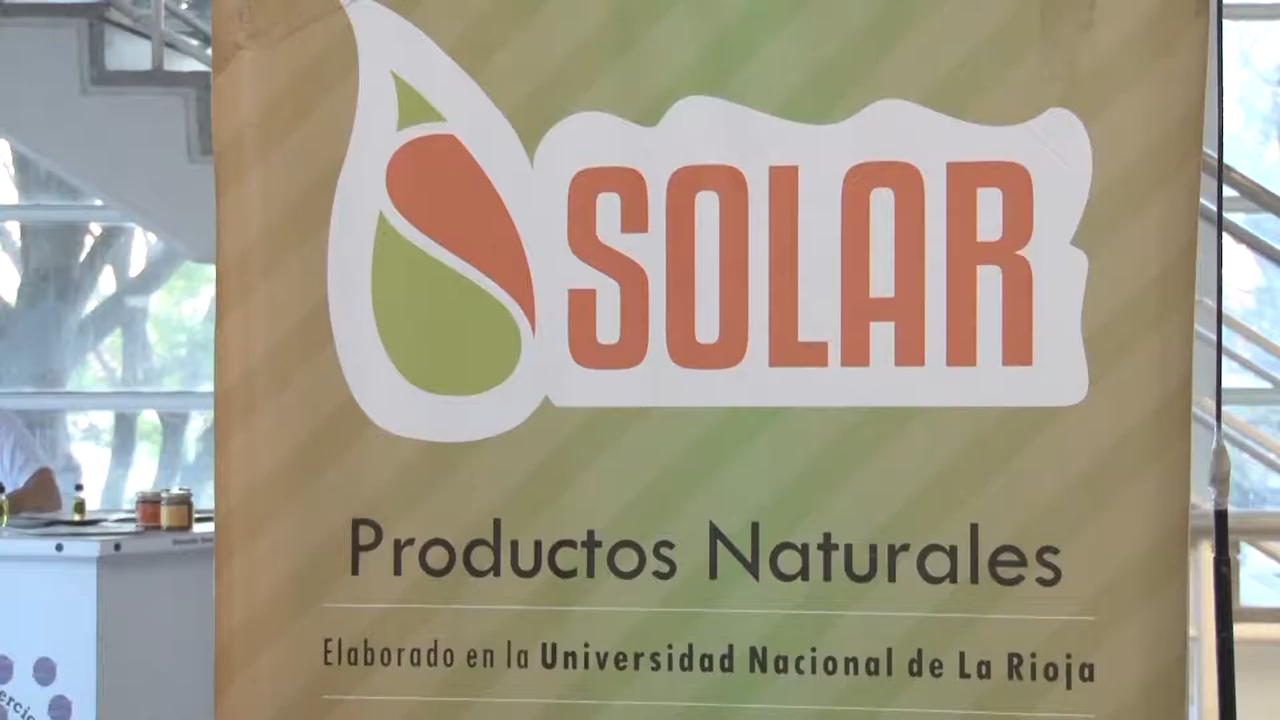 SOLAR
Productos Naturales
Elaborado en la Universidad Nacional de La Rioja